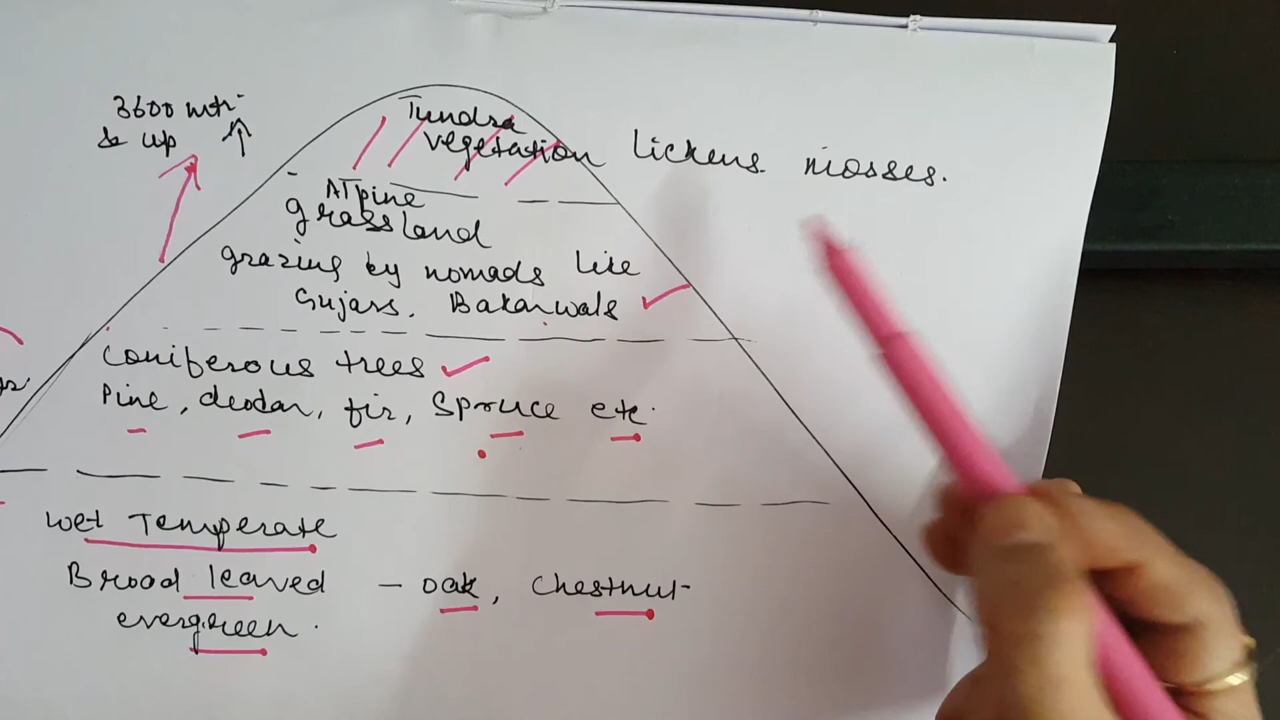 3600 mtr
& up ↑
Tundra
vegetation Lickens. mosses.
Alpine
grassland
grazing by nomads like
Gujars, Bakarwals
Coniferous trees
Pine, deodar, fir, Spruce etc.
Wet Temperate
Broad leaved - oak, Chestnut
evergreen.